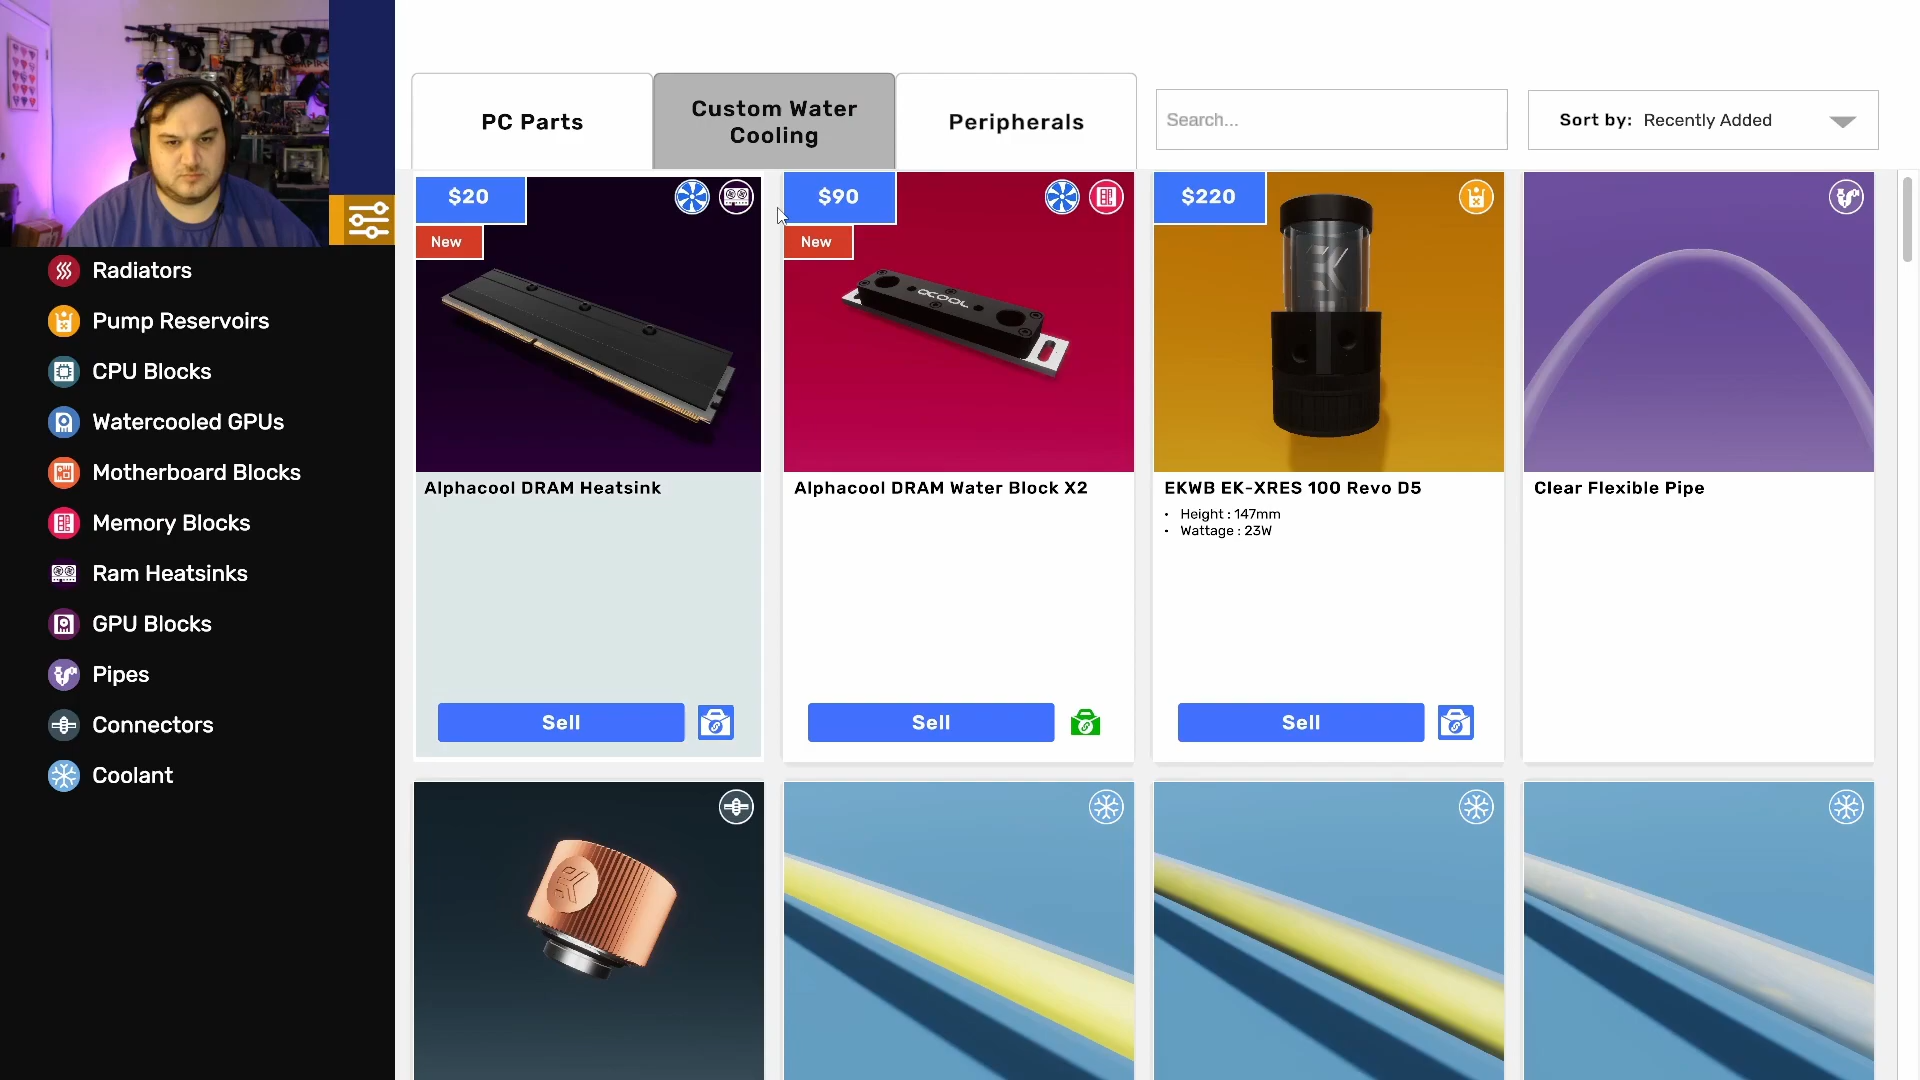 PC Parts
Custom Water
Cooling
Peripherals
Search...
Sort by: Recently Added
Radiators
Pump Reservoirs
CPU Blocks
Watercooled GPUs
Motherboard Blocks
Memory Blocks
Ram Heatsinks
GPU Blocks
Pipes
Connectors
Coolant
$20
New
Alphacool DRAM Heatsink
Sell
$90
New
Alphacool DRAM Water Block X2
Sell
$220
EKWB EK-XRES 100 Revo D5
• Height : 147mm
• Wattage : 23W
Sell
Clear Flexible Pipe